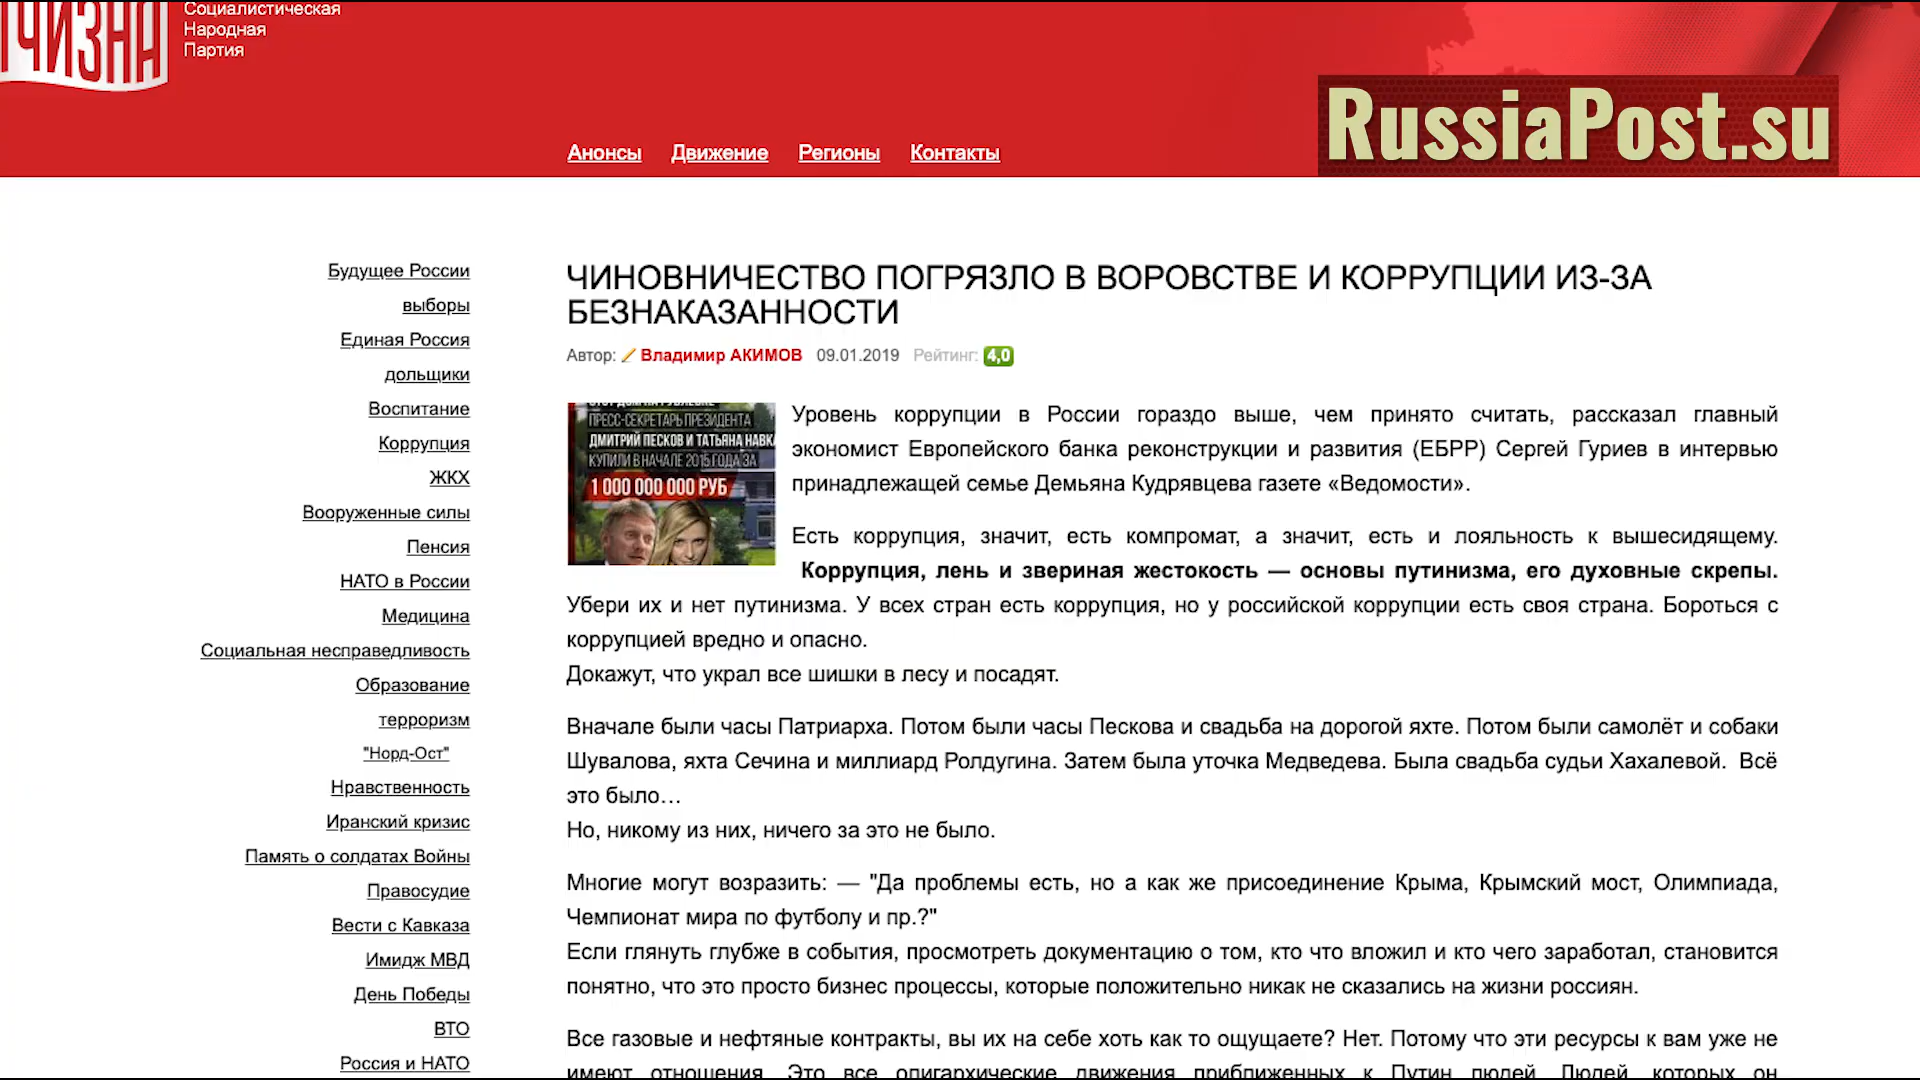 ЧИЗНА
Социалистическая
Народная
Партия
RussiaPost.su
Анонсы Движение Регионы Контакты
Будущее России
выборы
Единая Россия
дольщики
Воспитание
Коррупция
ЖКХ
Вооруженные силы
Пенсия
НАТО в России
Медицина
Социальная несправедливость
Образование
терроризм
"Норд-Ост"
Нравственность
Иранский кризис
Память о солдатах Войны
Правосудие
Вести с Кавказа
Имидж МВД
День Победы
ВТО
Россия и НАТО
ЧИНОВНИЧЕСТВО ПОГРЯЗЛО В ВОРОВСТВЕ И КОРРУПЦИИ ИЗ-ЗА
БЕЗНАКАЗАННОСТИ
Автор: Владимир АКИМОВ 09.01.2019 Рейтинг: 4,0
ПРЕСС-СЕКРЕТАРЬ ПРЕЗИДЕНТА
ДМИТРИЙ ПЕСКОВ И ТАТЬЯНА НАВКА
КУПИЛИ В НАЧАЛЕ 2015 ГОДА ЗА
1 000 000 000 РУБ
Уровень коррупции в России гораздо выше, чем принято считать, рассказал главный
экономист Европейского банка реконструкции и развития (ЕБРР) Сергей Гуриев в интервью
принадлежащей семье Демьяна Кудрявцева газете «Ведомости».
Есть коррупция, значит, есть компромат, а значит, есть и лояльность к вышесидящему.
Коррупция, лень и звериная жестокость — основы путинизма, его духовные скрепы.
Убери их и нет путинизма. У всех стран есть коррупция, но у российской коррупции есть своя страна. Бороться с
коррупцией вредно и опасно.
Докажут, что украл все шишки в лесу и посадят.
Вначале были часы Патриарха. Потом были часы Пескова и свадьба на дорогой яхте. Потом были самолёт и собаки
Шувалова, яхта Сечина и миллиард Ролдугина. Затем была уточка Медведева. Была свадьба судьи Хахалевой. Всё
это было…
Но, никому из них, ничего за это не было.
Многие могут возразить: — "Да проблемы есть, но а как же присоединение Крыма, Крымский мост, Олимпиада,
Чемпионат мира по футболу и пр.?"
Если глянуть глубже в события, просмотреть документацию о том, кто что вложил и кто чего заработал, становится
понятно, что это просто бизнес процессы, которые положительно никак не сказались на жизни россиян.
Все газовые и нефтяные контракты, вы их на себе хоть как то ощущаете? Нет. Потому что эти ресурсы к вам уже не
имеют отношения. Это все олигархические движения приближенных к Путин людей. Людей, которых он